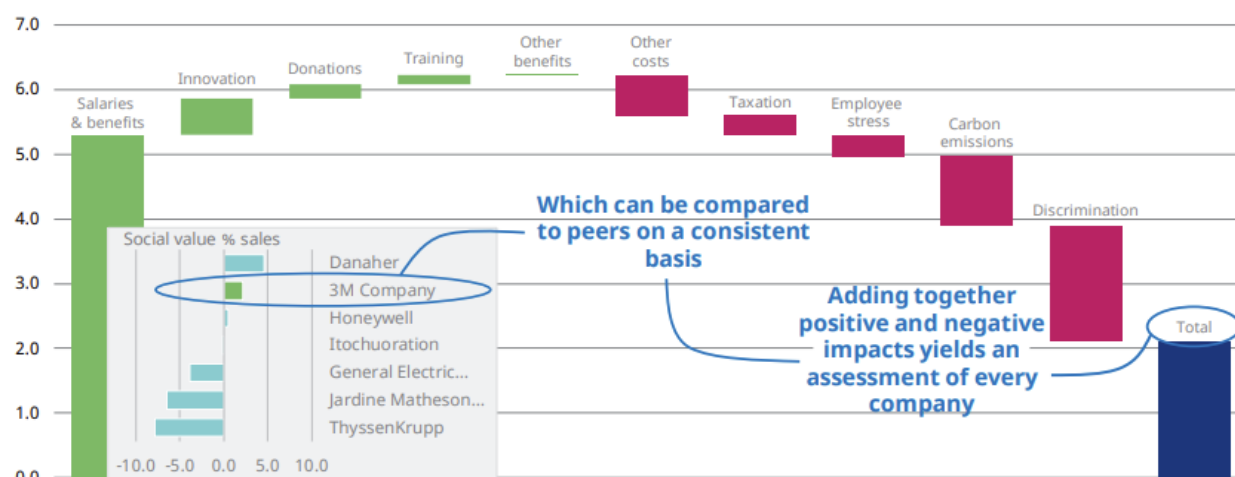 7.0
6.0
5.0
4.0
3.0
2.0
1.0
0.0
Salaries
& benefits
Innovation
Donations
Training
Other
benefits
Other
costs
Taxation
Employee
stress
Carbon
emissions
Discrimination
Total
Which can be compared
to peers on a consistent
basis
Adding together
positive and negative
impacts yields an
assessment of every
company
Social value % sales
Danaher
3M Company
Honeywell
Itochuoration
General Electric...
Jardine Matheson...
ThyssenKrupp
-10.0 -5.0 0.0 5.0 10.0